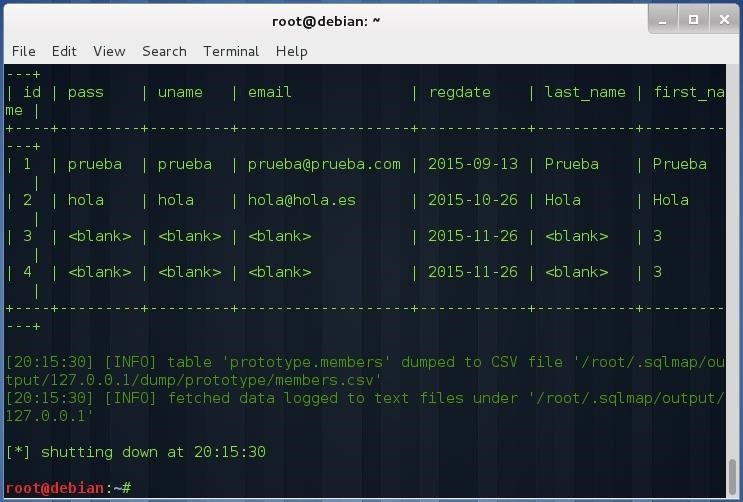 root@debian: ~
File Edit View Search Terminal Help
---+
| id | pass    | uname   | email              | regdate    | last_name | first_na
me |
+----+---------+---------+--------------------+------------+-----------+---------
---+
| 1  | prueba  | prueba  | prueba@prueba.com | 2015-09-13 | Prueba    | Prueba
   |
| 2  | hola    | hola    | hola@hola.es      | 2015-10-26 | Hola      | Hola
   |
| 3  | <blank> | <blank> | <blank>           | 2015-11-26 | <blank>   | 3
   |
| 4  | <blank> | <blank> | <blank>           | 2015-11-26 | <blank>   | 3
   |
+----+---------+---------+--------------------+------------+-----------+---------
---+
[20:15:30] [INFO] table 'prototype.members' dumped to CSV file '/root/.sqlmap/ou
tput/127.0.0.1/dump/prototype/members.csv'
[20:15:30] [INFO] fetched data logged to text files under '/root/.sqlmap/output/
127.0.0.1'
[*] shutting down at 20:15:30
root@debian:~#